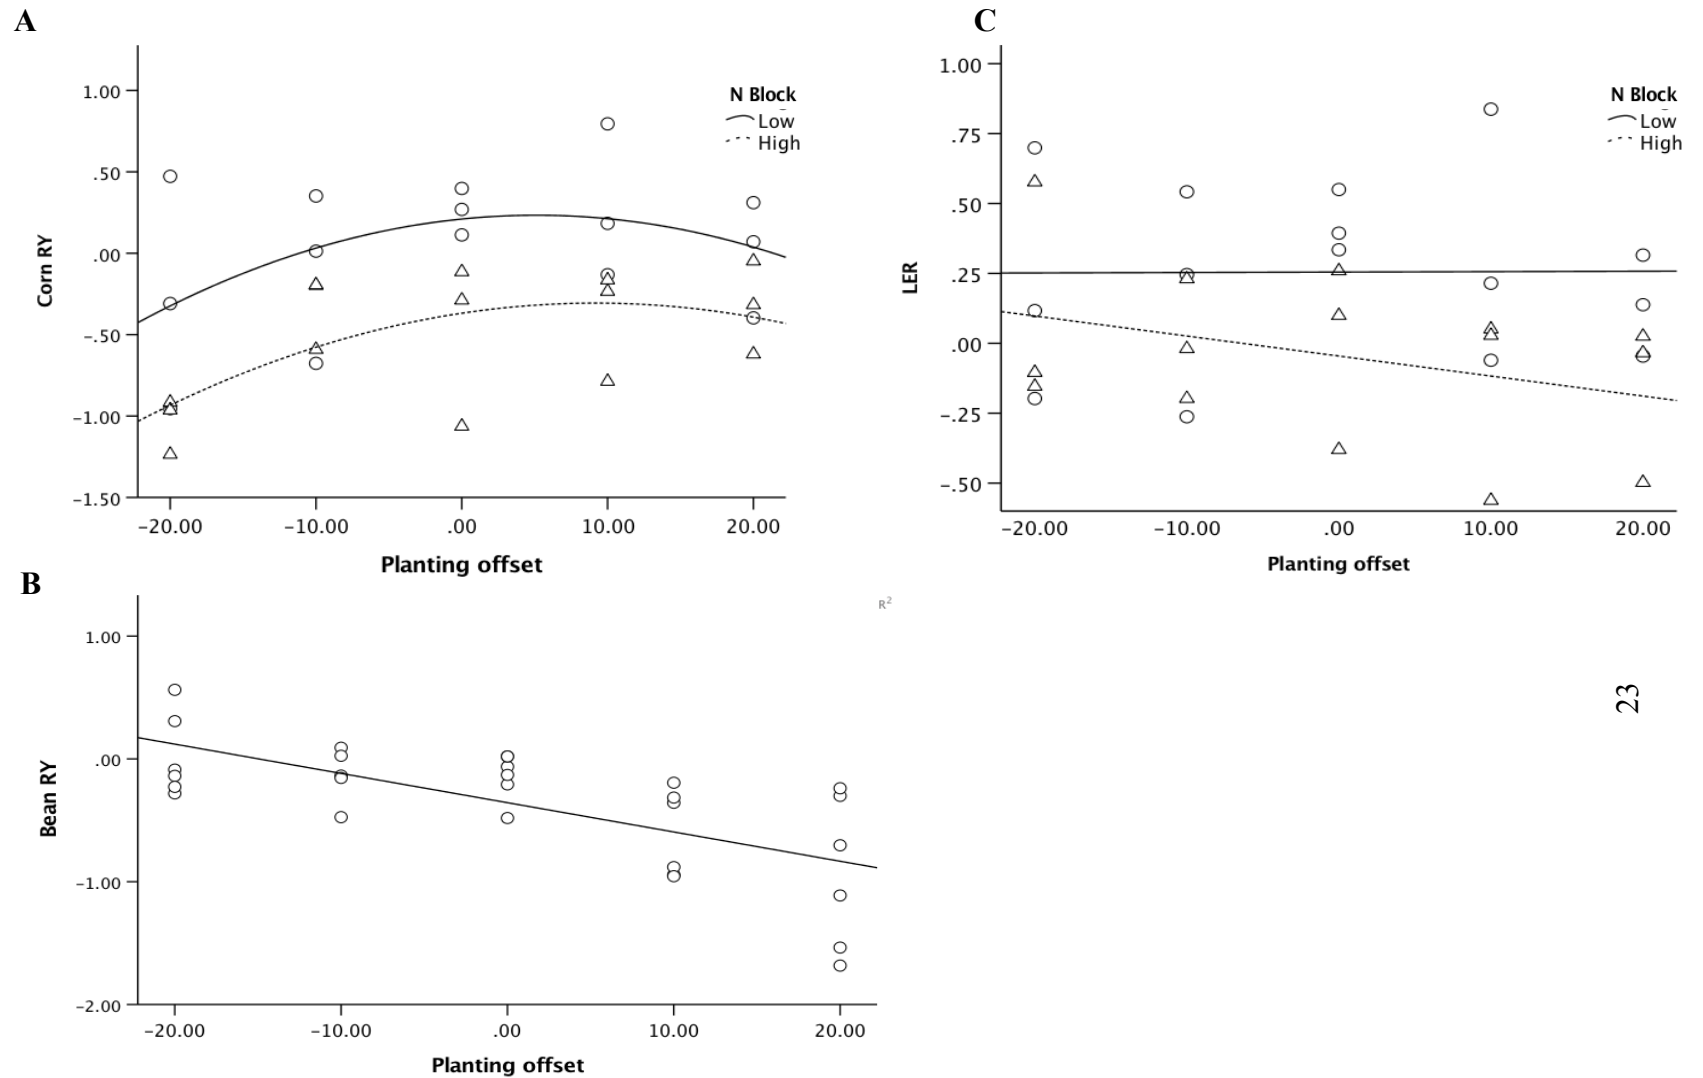 A
1.00
.50
.00
−.50
−1.00
−1.50
Corn RY
N Block
Low
High
−20.00 −10.00 .00 10.00 20.00
Planting offset
C
1.00
.75
.50
.25
.00
−.25
−.50
LER
N Block
Low
High
−20.00 −10.00 .00 10.00 20.00
Planting offset
B
R²
1.00
.00
−1.00
−2.00
Bean RY
−20.00 −10.00 .00 10.00 20.00
Planting offset
23